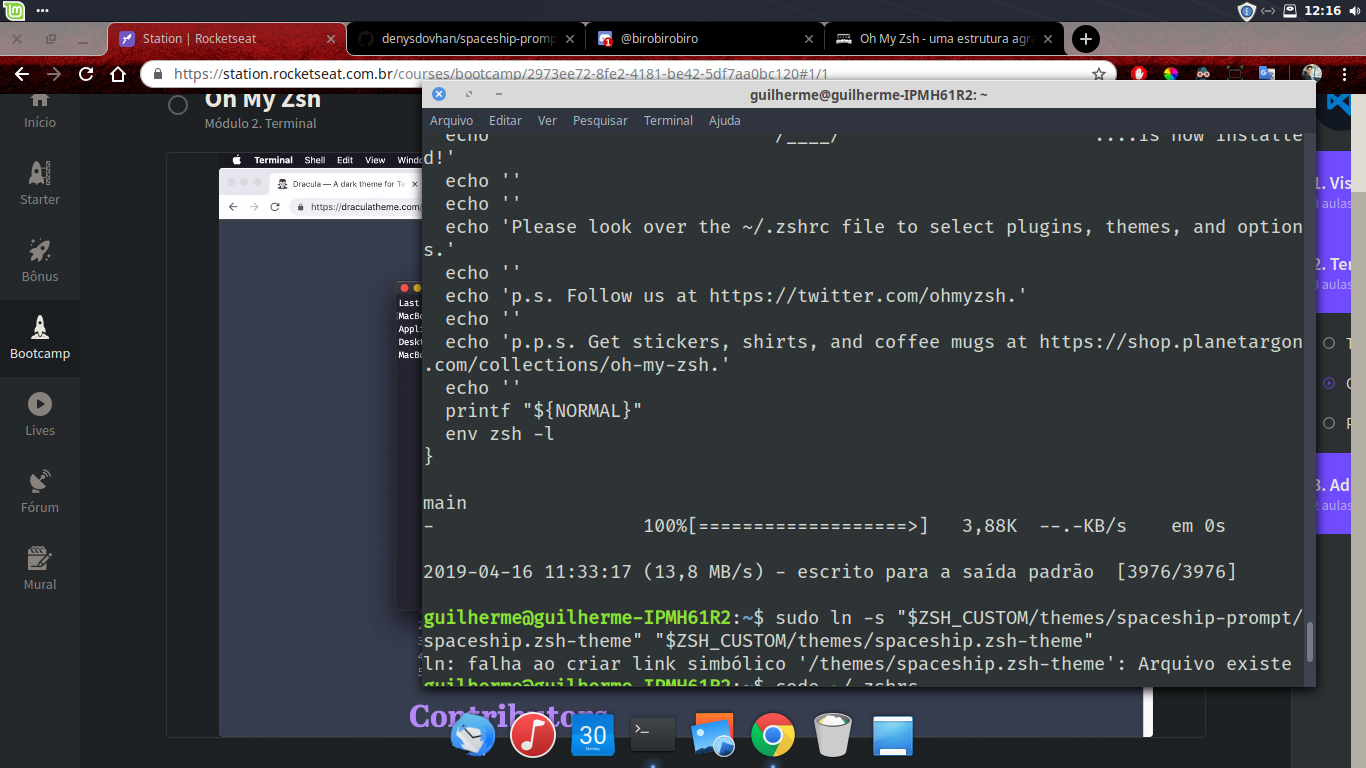 12:16
Station | Rocketseat
denysdovhan/spaceship-promp
@birobirobiro
Oh My Zsh - uma estrutura agra
https://station.rocketseat.com.br/courses/bootcamp/2973ee72-8fe2-4181-be42-5df7aa0bc120#1/1
Início
Starter
Bônus
Bootcamp
Lives
Fórum
Mural
Oh My Zsh
Módulo 2. Terminal
Terminal Shell Edit View Windo
Dracula — A dark theme for Te
https://draculatheme.com/
Last
MacBo
Appli
Deskt
MacBo
Contributors
guilherme@guilherme-IPMH61R2: ~
Arquivo Editar Ver Pesquisar Terminal Ajuda
echo /____/ ....is now installe
d!'
echo ''
echo ''
echo 'Please look over the ~/.zshrc file to select plugins, themes, and option
s.'
echo ''
echo 'p.s. Follow us at https://twitter.com/ohmyzsh.'
echo ''
echo 'p.p.s. Get stickers, shirts, and coffee mugs at https://shop.planetargon
.com/collections/oh-my-zsh.'
echo ''
printf "${NORMAL}"
env zsh -l
}
main
- 100%[===================>] 3,88K --.-KB/s em 0s
2019-04-16 11:33:17 (13,8 MB/s) - escrito para a saída padrão [3976/3976]
guilherme@guilherme-IPMH61R2:~$ sudo ln -s "$ZSH_CUSTOM/themes/spaceship-prompt/
spaceship.zsh-theme" "$ZSH_CUSTOM/themes/spaceship.zsh-theme"
ln: falha ao criar link simbólico '/themes/spaceship.zsh-theme': Arquivo existe
guilherme@guilherme-IPMH61R2:~$ code ~/.zshrc
1. Vis
3 aulas
2. Ter
3 aulas
3. Ad
2 aulas
30
Monday